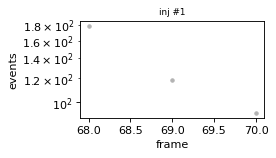 inj #1
1.8 × 10²
1.6 × 10²
1.4 × 10²
1.2 × 10²
10²
events
68.0 68.5 69.0 69.5 70.0
frame